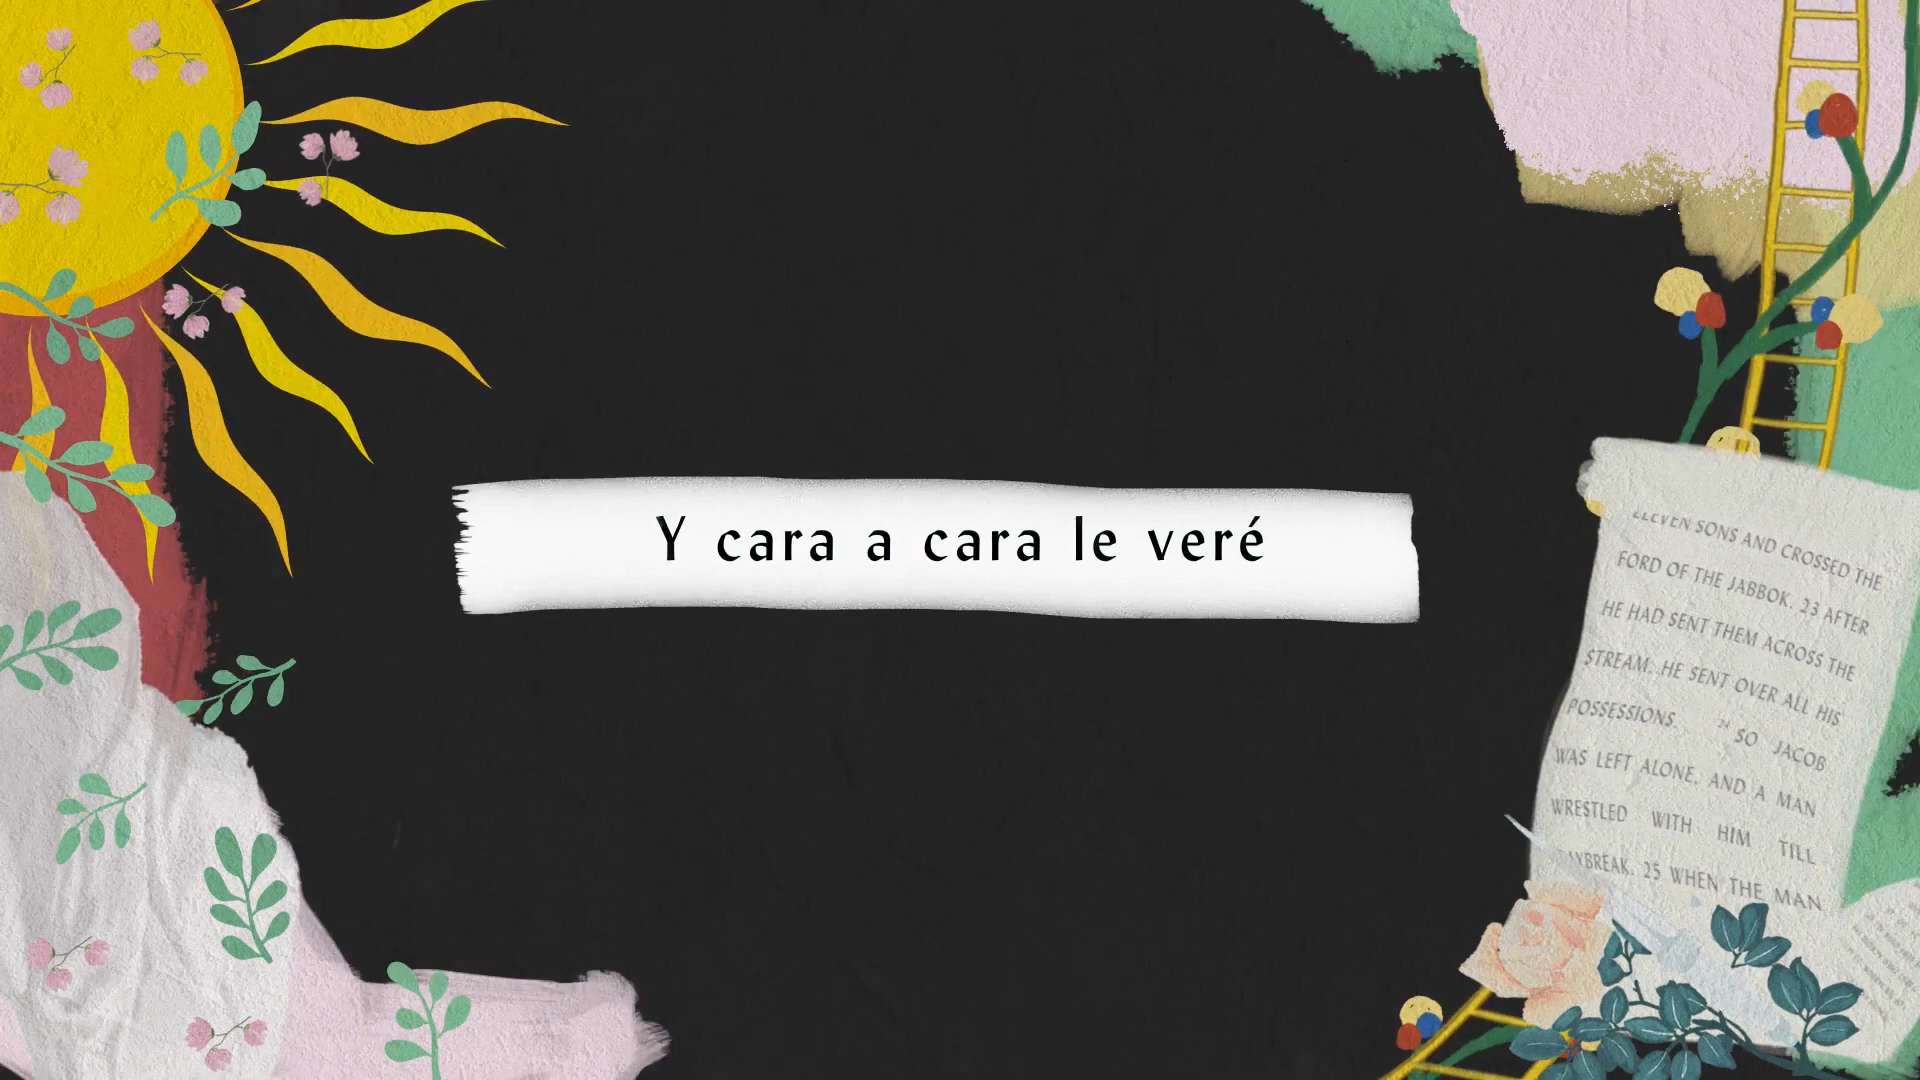 Y cara a cara le veré
ELEVEN SONS AND CROSSED THE
FORD OF THE JABBOK. 23 AFTER
HE HAD SENT THEM ACROSS THE
STREAM, HE SENT OVER ALL HIS
POSSESSIONS. 24 SO JACOB
WAS LEFT ALONE, AND A MAN
WRESTLED WITH HIM TILL
DAYBREAK. 25 WHEN THE MAN